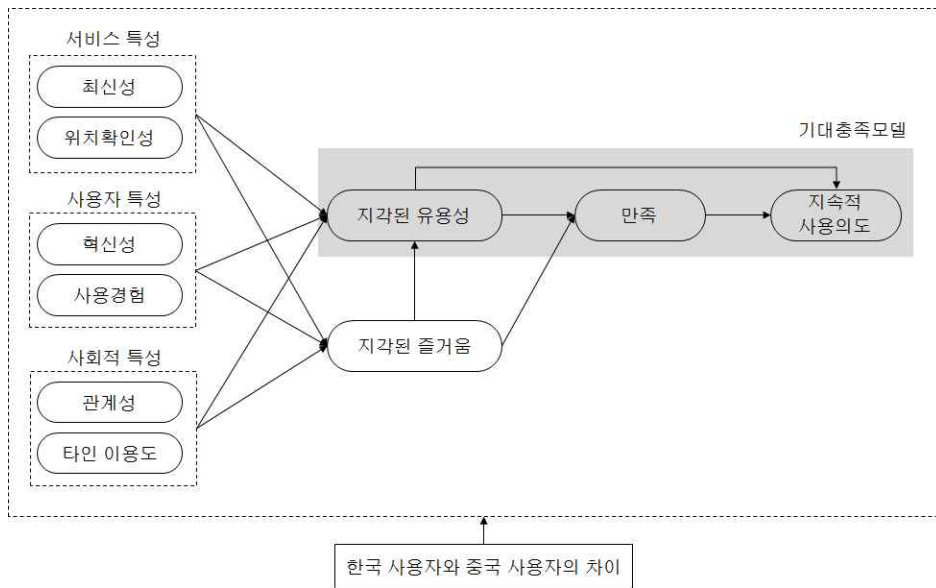 서비스 특성
최신성
위치확인성
사용자 특성
혁신성
사용경험
사회적 특성
관계성
타인 이용도
기대충족모델
지각된 유용성
만족
지속적
사용의도
지각된 즐거움
한국 사용자와 중국 사용자의 차이